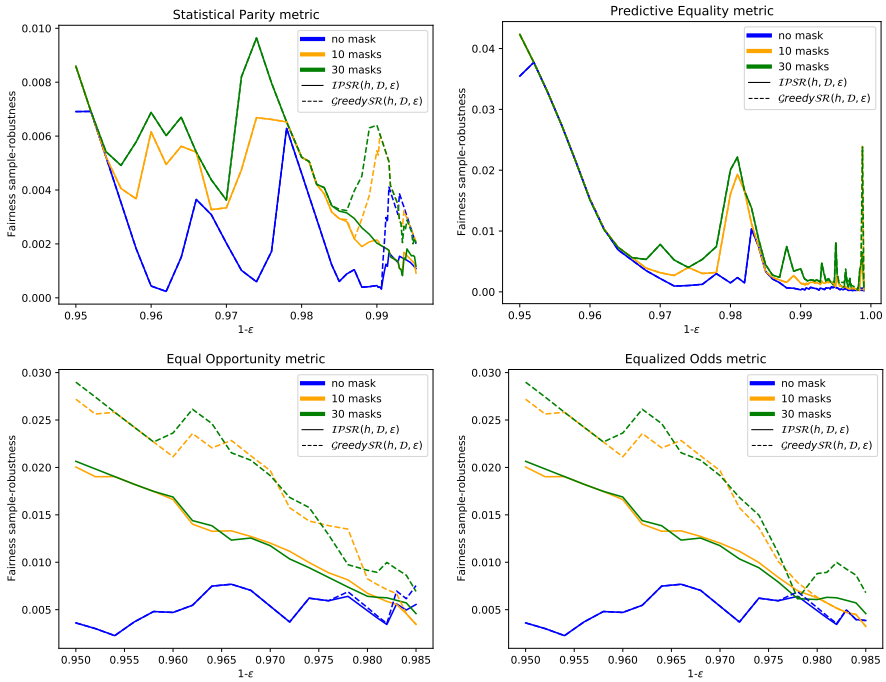 Statistical Parity metric
Fairness sample-robustness
0.010
0.008
0.006
0.004
0.002
0.000
0.95
0.96
0.97
0.98
0.99
1-ε
no mask
10 masks
30 masks
IPSR(h, D, ε)
GreedySR(h, D, ε)
Predictive Equality metric
Fairness sample-robustness
0.04
0.03
0.02
0.01
0.00
0.95
0.96
0.97
0.98
0.99
1.00
1-ε
no mask
10 masks
30 masks
IPSR(h, D, ε)
GreedySR(h, D, ε)
Equal Opportunity metric
Fairness sample-robustness
0.030
0.025
0.020
0.015
0.010
0.005
0.950
0.955
0.960
0.965
0.970
0.975
0.980
0.985
1-ε
no mask
10 masks
30 masks
IPSR(h, D, ε)
GreedySR(h, D, ε)
Equalized Odds metric
Fairness sample-robustness
0.030
0.025
0.020
0.015
0.010
0.005
0.950
0.955
0.960
0.965
0.970
0.975
0.980
0.985
1-ε
no mask
10 masks
30 masks
IPSR(h, D, ε)
GreedySR(h, D, ε)